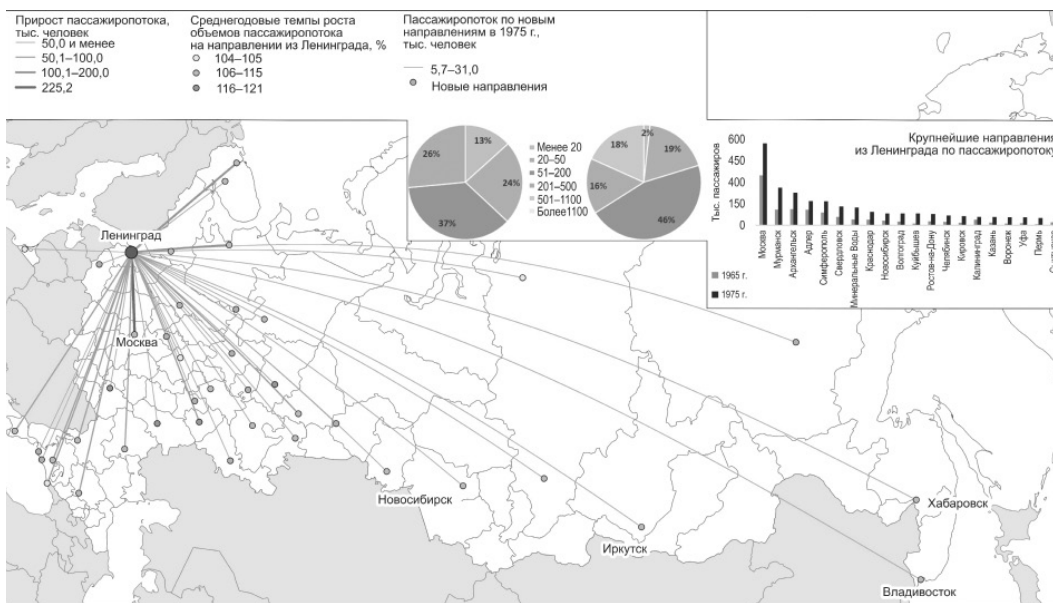 Прирост пассажиропотока,
тыс. человек
50,0 и менее
50,1–100,0
100,1–200,0
225,2
Среднегодовые темпы роста
объемов пассажиропотока
на направлении из Ленинграда, %
104–105
106–115
116–121
Пассажиропоток по новым
направлениям в 1975 г.,
тыс. человек
5,7–31,0
Новые направления
13%
24%
37%
26%
Менее 20
20–50
51–200
201–500
501–1100
Более1100
2%
19%
46%
16%
18%
Крупнейшие направления
из Ленинграда по пассажиропотоку
Тыс. пассажиров
600
450
400
150
0
Москва
Мурманск
Архангельск
Адлер
Симферополь
Свердловск
Минеральные Воды
Краснодар
Новосибирск
Волгоград
Куйбышев
Ростов-на-Дону
Челябинск
Кировск
Калининград
Казань
Воронеж
Уфа
Пермь
1965 г.
1975 г.
Ленинград
Москва
Новосибирск
Иркутск
Хабаровск
Владивосток